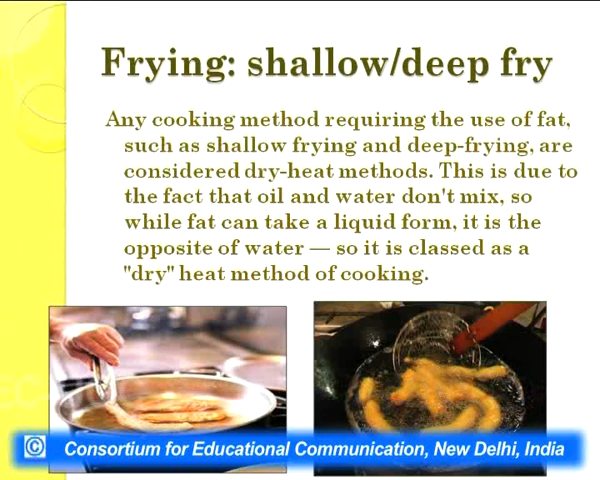 Frying: shallow/deep fry
Any cooking method requiring the use of fat,
such as shallow frying and deep-frying, are
considered dry-heat methods. This is due to
the fact that oil and water don't mix, so
while fat can take a liquid form, it is the
opposite of water — so it is classed as a
"dry" heat method of cooking.
© Consortium for Educational Communication, New Delhi, India